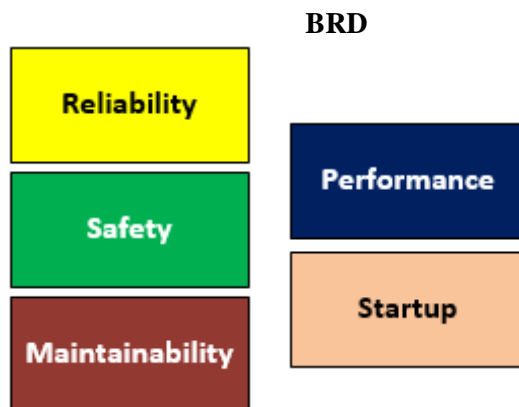 BRD
Reliability
Safety
Maintainability
Performance
Startup